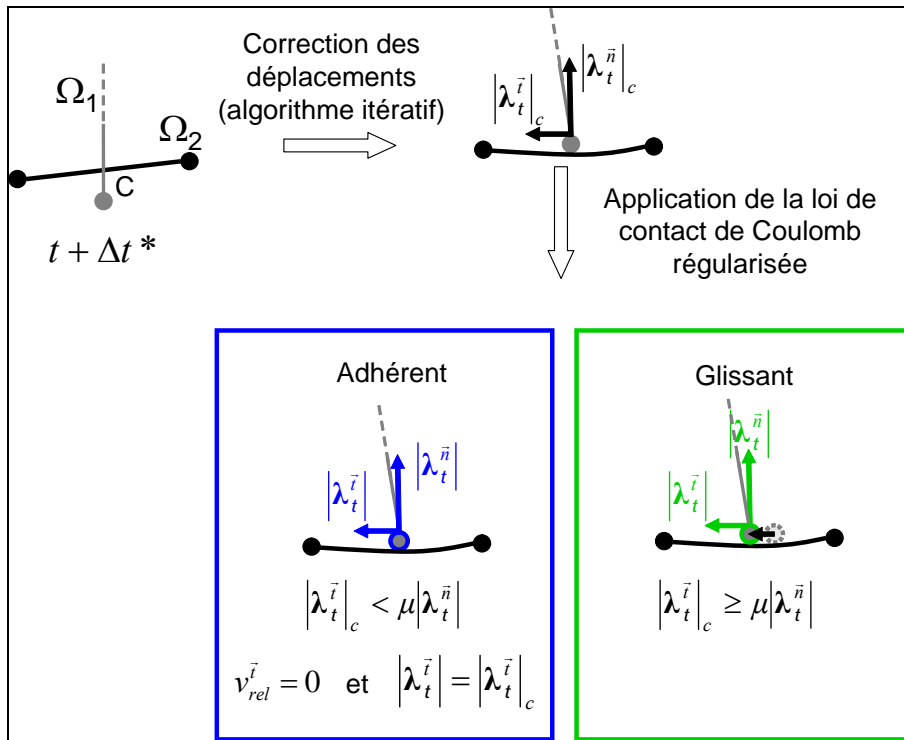 Correction des
déplacements
(algorithme itératif)
Ω₁
Ω₂
C
t + Δt *
|λ_t^{t⃗}|_c
|λ_t^{n⃗}|_c
Application de la loi de
contact de Coulomb
régularisée
Adhérent
|λ_t^{t⃗}|
|λ_t^{n⃗}|
|λ_t^{t⃗}|_c < μ|λ_t^{n⃗}|
v_{rel}^{t⃗} = 0 et |λ_t^{t⃗}| = |λ_t^{t⃗}|_c
Glissant
|λ_t^{n⃗}|
|λ_t^{t⃗}|
|λ_t^{t⃗}|_c ≥ μ|λ_t^{n⃗}|